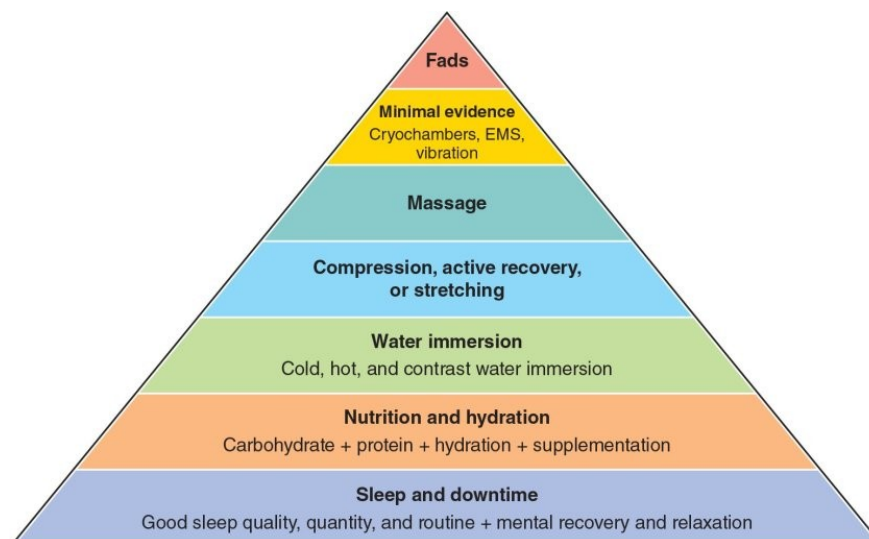 Fads
Minimal evidence
Cryochambers, EMS,
vibration
Massage
Compression, active recovery,
or stretching
Water immersion
Cold, hot, and contrast water immersion
Nutrition and hydration
Carbohydrate + protein + hydration + supplementation
Sleep and downtime
Good sleep quality, quantity, and routine + mental recovery and relaxation